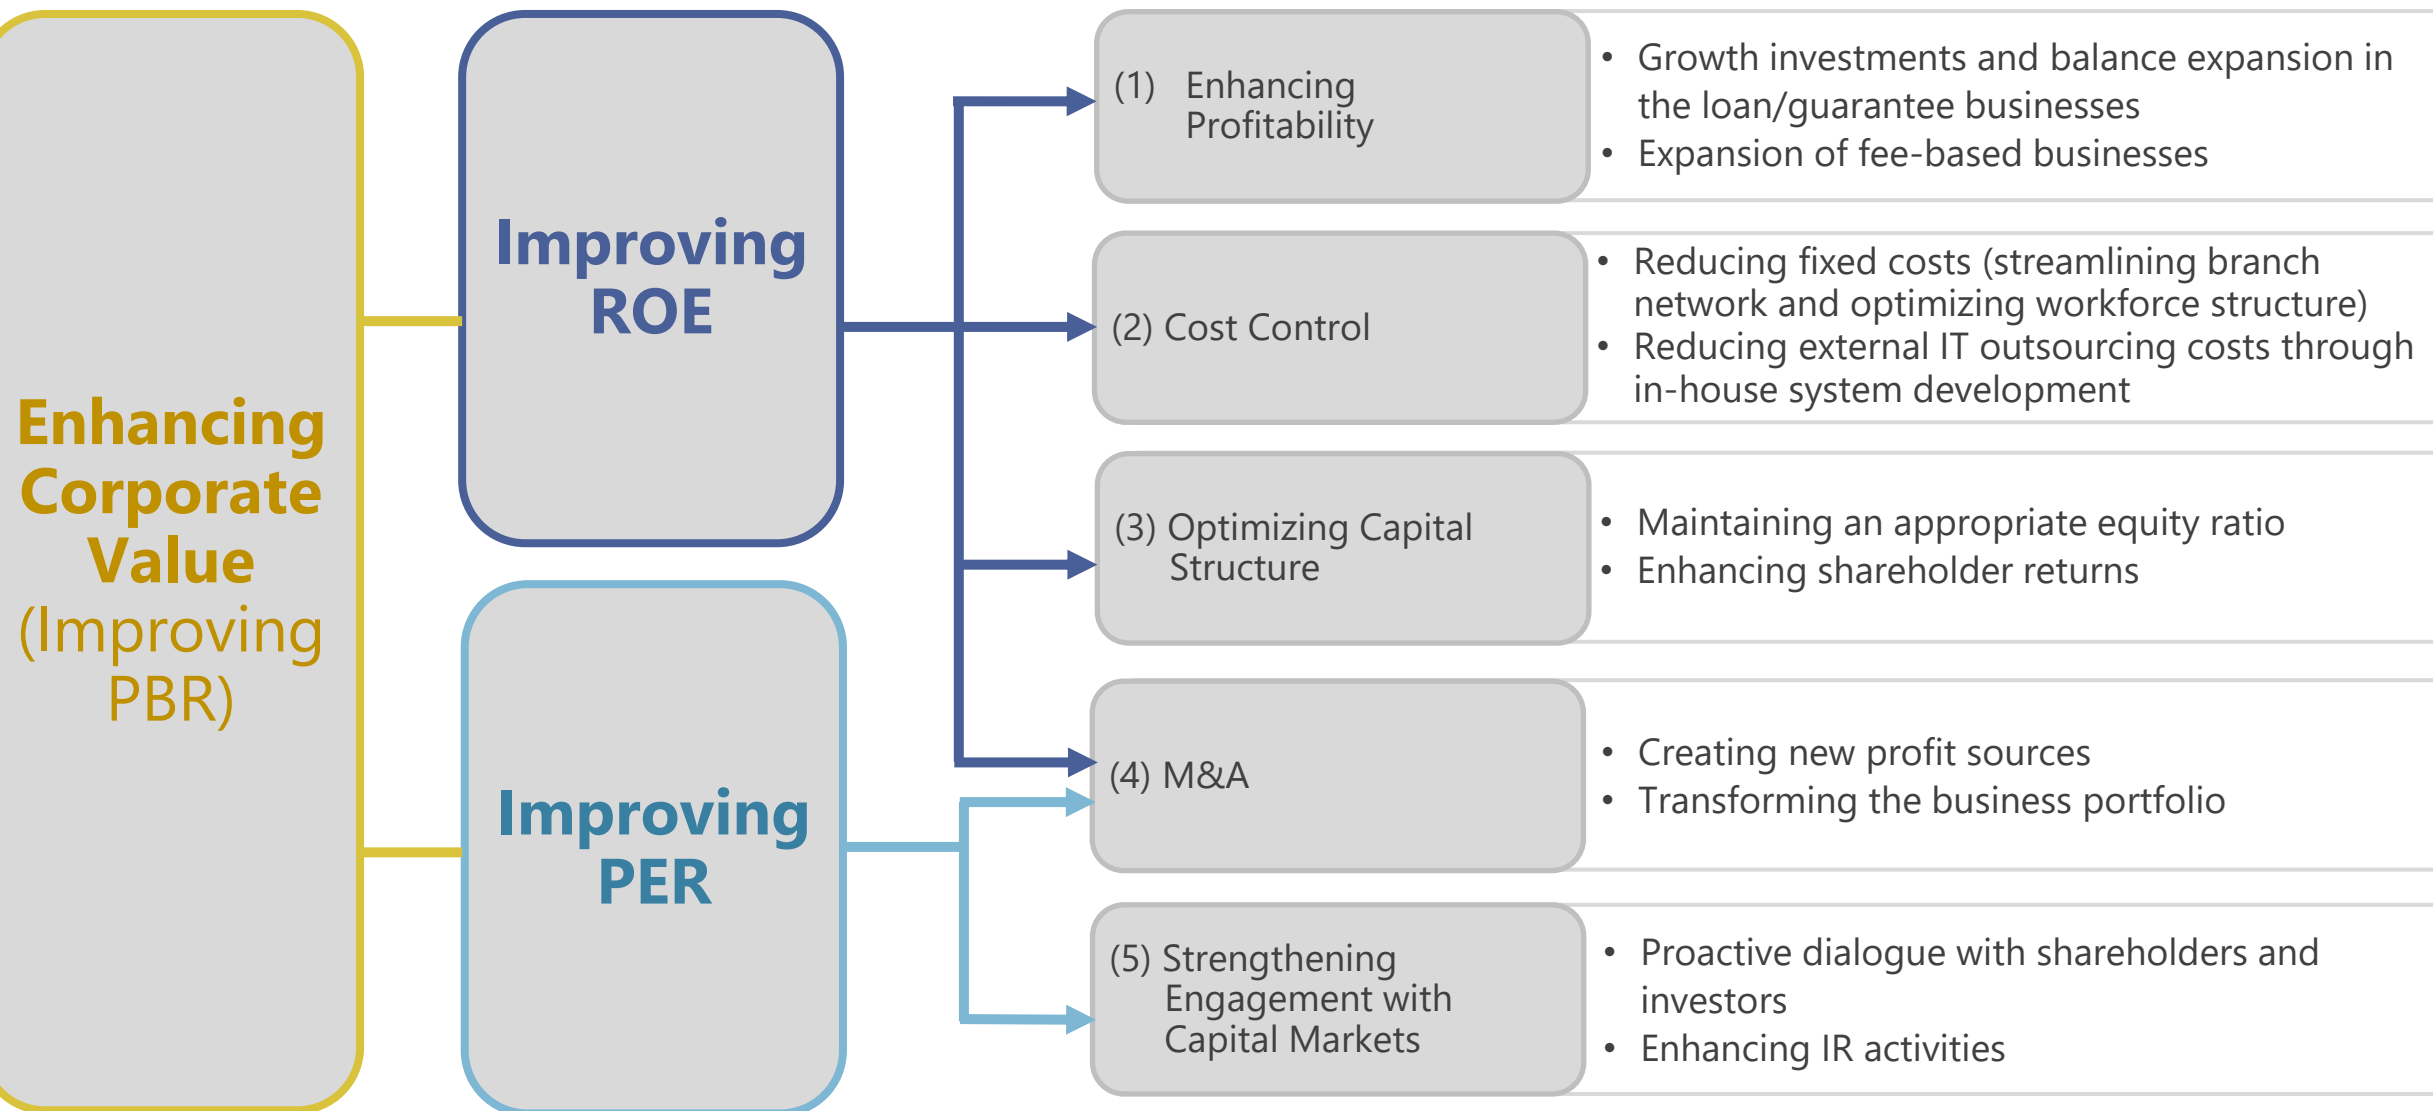 Enhancing
Corporate
Value
(Improving
PBR)
Improving
ROE
Improving
PER
(1) Enhancing
Profitability
• Growth investments and balance expansion in
the loan/guarantee businesses
• Expansion of fee-based businesses
(2) Cost Control
• Reducing fixed costs (streamlining branch
network and optimizing workforce structure)
• Reducing external IT outsourcing costs through
in-house system development
(3) Optimizing Capital
Structure
• Maintaining an appropriate equity ratio
• Enhancing shareholder returns
(4) M&A
• Creating new profit sources
• Transforming the business portfolio
(5) Strengthening
Engagement with
Capital Markets
• Proactive dialogue with shareholders and
investors
• Enhancing IR activities